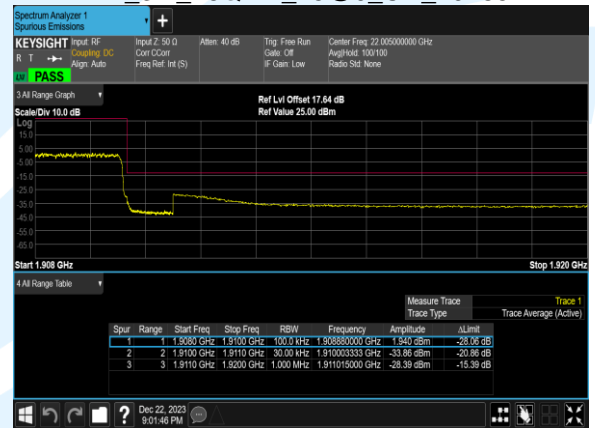 Spectrum Analyzer 1
Spurious Emissions
KEYSIGHT Input: RF Input Z: 50 Ω Atten: 40 dB Trig: Free Run Center Freq: 22.005000000 GHz
R T Coupling: DC Corr CCorr Gate: Off Avg|Hold: 100/100
Align: Auto Freq Ref: Int (S) IF Gain: Low Radio Std: None
PASS
3 All Range Graph
Ref Lvl Offset 17.64 dB
Scale/Div 10.0 dB Ref Value 25.00 dBm
Log
15.0
5.00
-5.00
-15.0
-25.0
-35.0
-45.0
-55.0
-65.0
Start 1.908 GHz Stop 1.920 GHz
4 All Range Table
Measure Trace Trace 1
Trace Type Trace Average (Active)
Spur Range Start Freq Stop Freq RBW Frequency Amplitude ΔLimit
1 1 1.9080 GHz 1.9100 GHz 100.0 kHz 1.908880000 GHz 1.940 dBm -28.06 dB
2 2 1.9100 GHz 1.9110 GHz 30.00 kHz 1.910003333 GHz -33.86 dBm -20.86 dB
3 3 1.9110 GHz 1.9200 GHz 1.000 MHz 1.911015000 GHz -28.39 dBm -15.39 dB
? Dec 22, 2023
9:01:46 PM